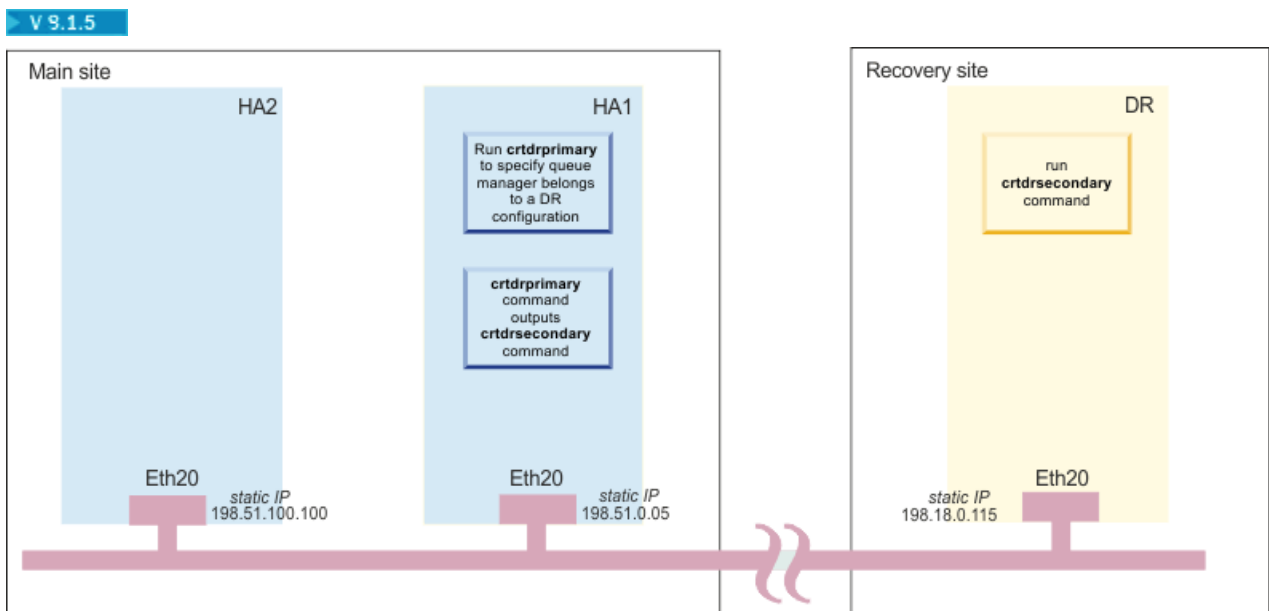 V 9.1.5
Main site
HA2
HA1
Run crtdrprimary
to specify queue
manager belongs
to a DR
configuration
crtdrprimary
command
outputs
crtdrsecondary
command
Eth20
static IP
198.51.100.100
Eth20
static IP
198.51.0.05
Recovery site
DR
run
crtdrsecondary
command
Eth20
static IP
198.18.0.115